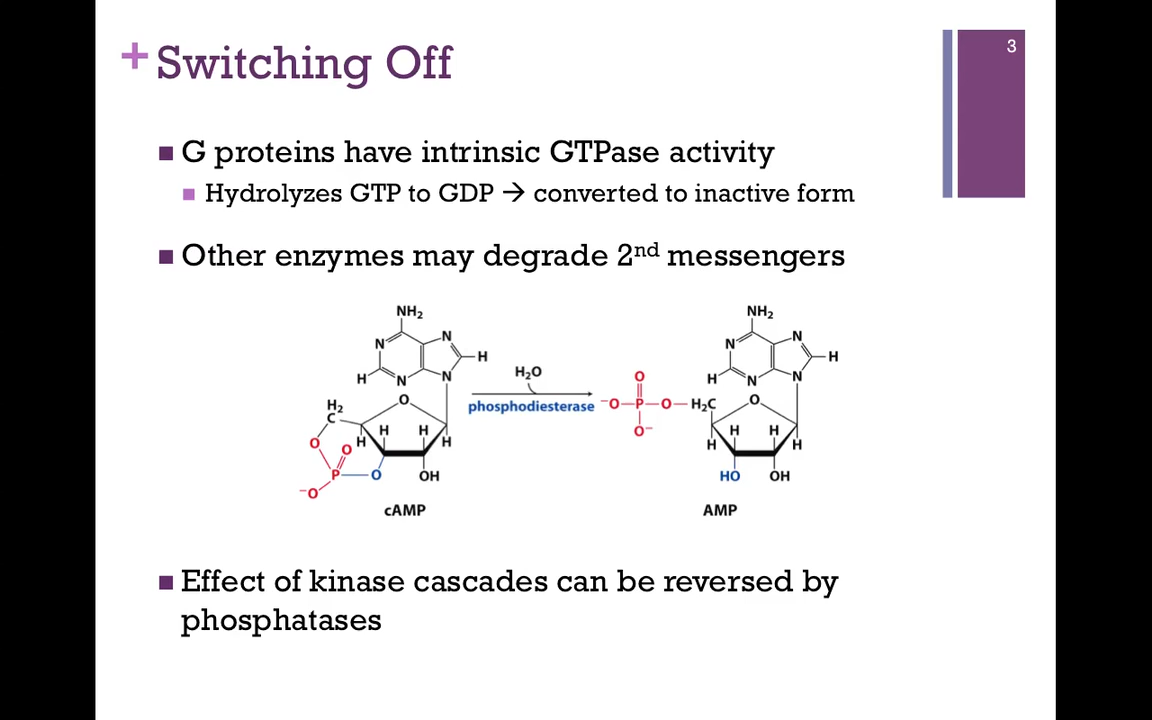 3
+ Switching Off
■ G proteins have intrinsic GTPase activity
■ Hydrolyzes GTP to GDP → converted to inactive form
■ Other enzymes may degrade 2nd messengers
NH₂ NH₂
N N N N
H H
H N N H₂O H N N
phosphodiesterase
O
⁻O P O H₂C O
O⁻
H₂
C O
H H H H H H H H
O O
P O OH HO OH
⁻O
cAMP AMP
■ Effect of kinase cascades can be reversed by
phosphatases